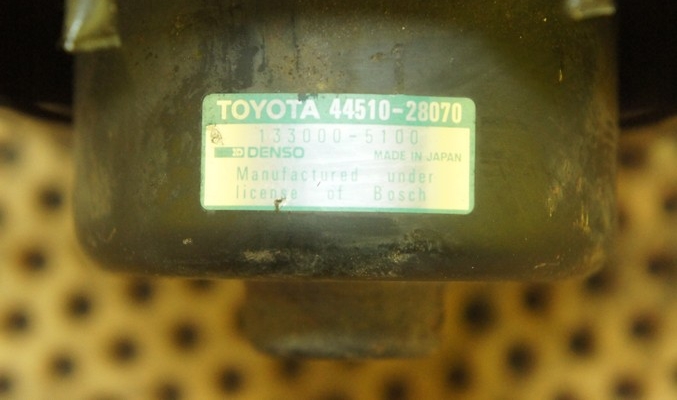 TOYOTA 44510-28070
133000-5100
DENSO MADE IN JAPAN
Manufactured under
license of Bosch